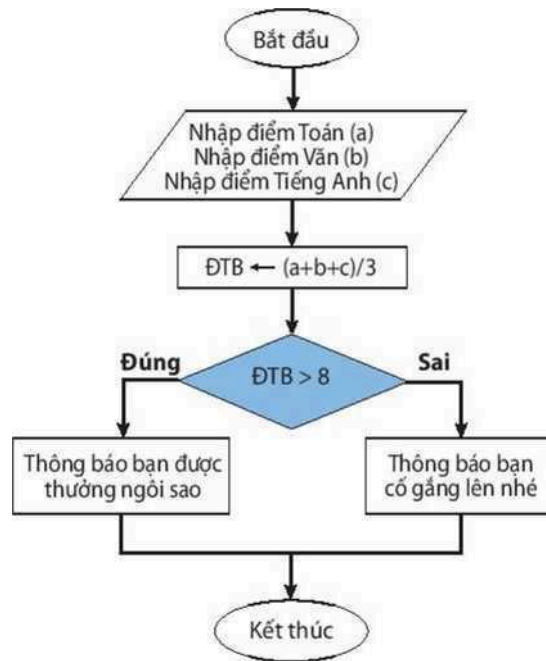 Bắt đầu
Nhập điểm Toán (a)
Nhập điểm Văn (b)
Nhập điểm Tiếng Anh (c)
ĐTB ← (a+b+c)/3
Đúng
ĐTB > 8
Sai
Thông báo bạn được
thưởng ngôi sao
Thông báo bạn
cố gắng lên nhé
Kết thúc